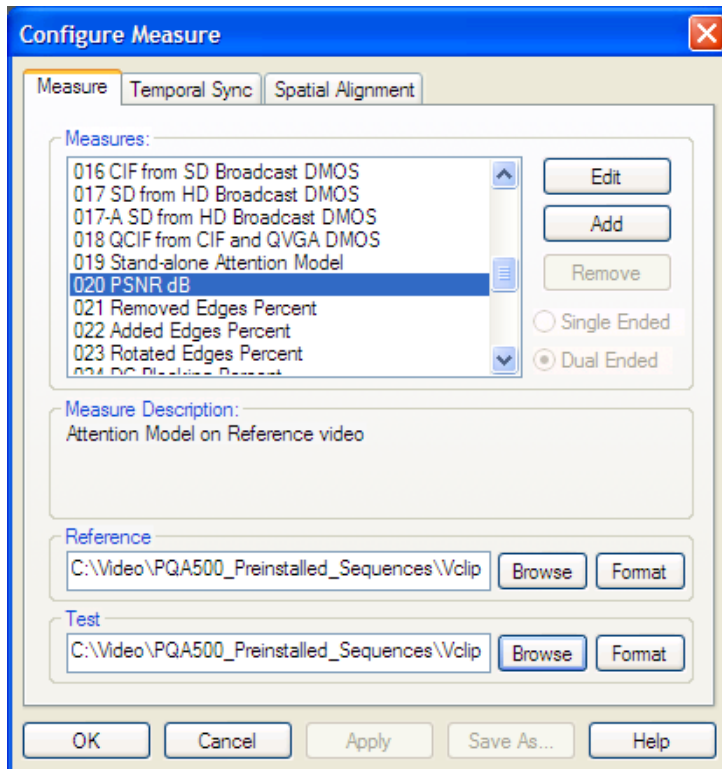 Configure Measure
Measure
Temporal Sync
Spatial Alignment
Measures:
016 CIF from SD Broadcast DMOS
017 SD from HD Broadcast DMOS
017-A SD from HD Broadcast DMOS
018 QCIF from CIF and QVGA DMOS
019 Stand-alone Attention Model
020 PSNR dB
021 Removed Edges Percent
022 Added Edges Percent
023 Rotated Edges Percent
024 DC Blocking Percent
Edit
Add
Remove
Single Ended
Dual Ended
Measure Description:
Attention Model on Reference video
Reference
C:\Video\PQA500_Preinstalled_Sequences\Vclip
Browse
Format
Test
C:\Video\PQA500_Preinstalled_Sequences\Vclip
Browse
Format
OK
Cancel
Apply
Save As...
Help